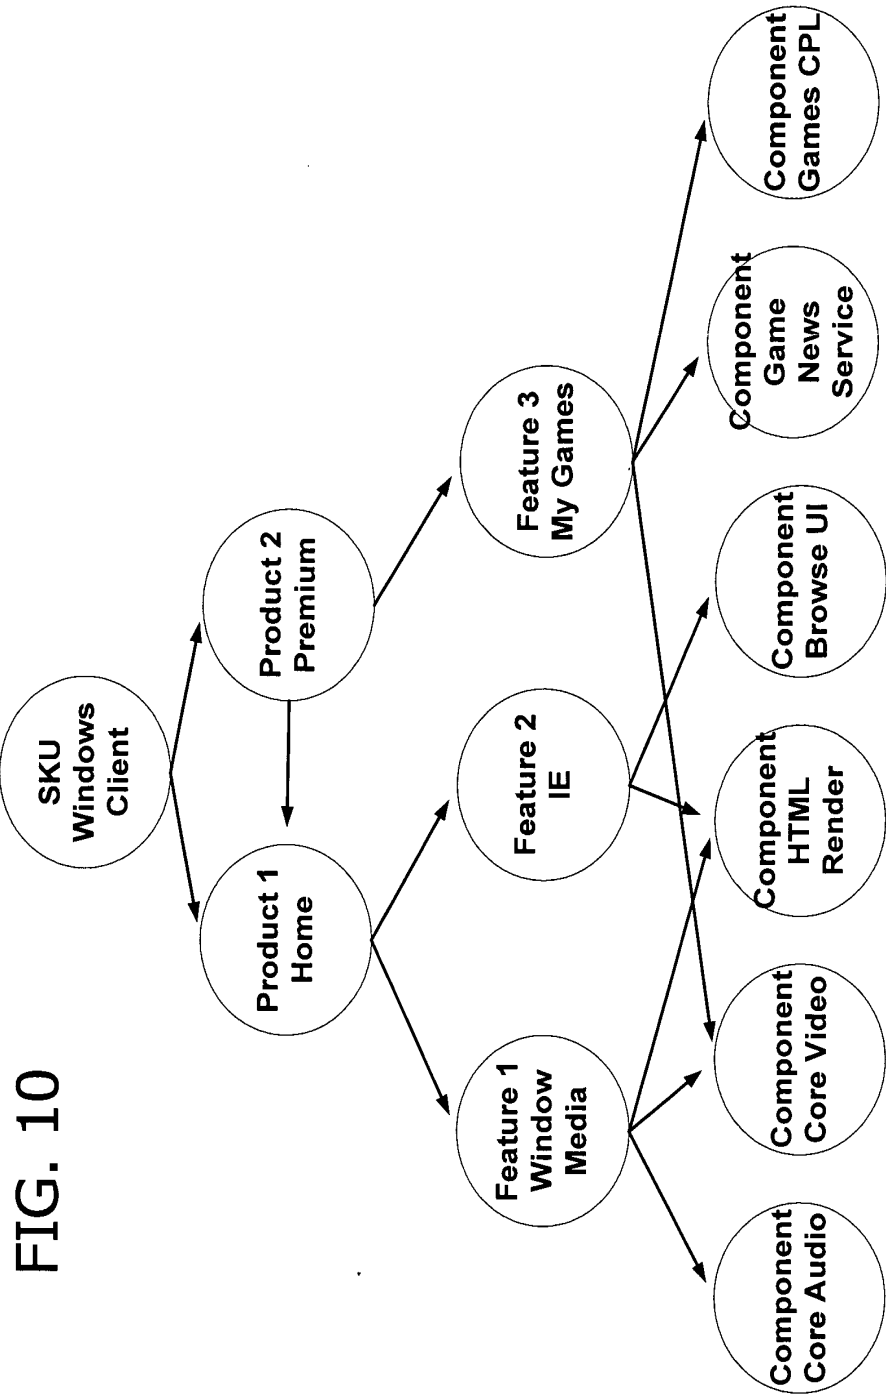 FIG. 10
SKU
Windows
Client
Product 1
Home
Product 2
Premium
Feature 1
Window
Media
Feature 2
IE
Feature 3
My Games
Component
Core Audio
Component
Core Video
Component
HTML
Render
Component
Browse UI
Component
Game
News
Service
Component
Games CPL